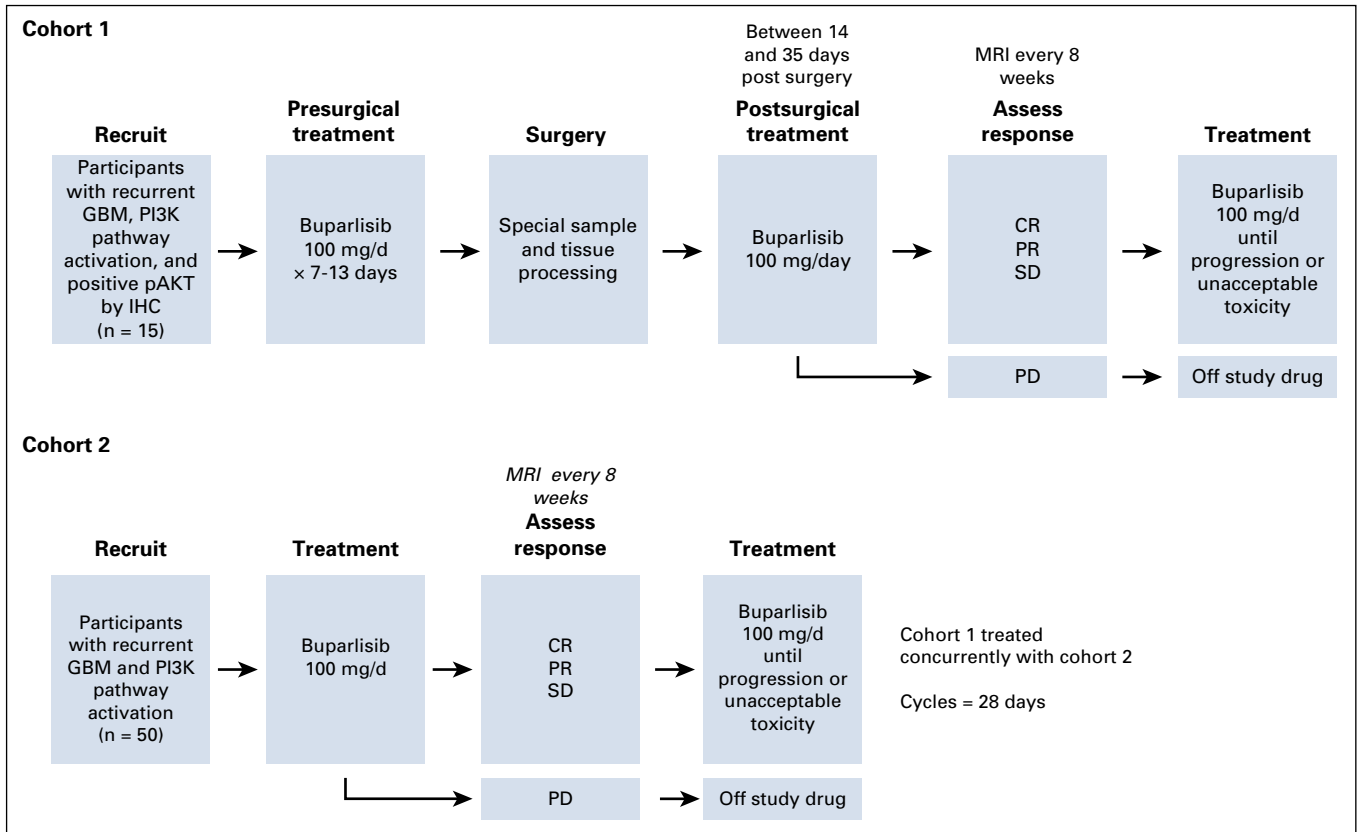 Cohort 1
Recruit
Participants
with recurrent
GBM, PI3K
pathway
activation, and
positive pAKT
by IHC
(n = 15)
Presurgical
treatment
Buparlisib
100 mg/d
× 7-13 days
Surgery
Special sample
and tissue
processing
Between 14
and 35 days
post surgery
Postsurgical
treatment
Buparlisib
100 mg/day
MRI every 8
weeks
Assess
response
CR
PR
SD
Treatment
Buparlisib
100 mg/d
until
progression or
unacceptable
toxicity
PD
Off study drug
Cohort 2
Recruit
Participants
with recurrent
GBM and PI3K
pathway
activation
(n = 50)
Treatment
Buparlisib
100 mg/d
MRI every 8
weeks
Assess
response
CR
PR
SD
Treatment
Buparlisib
100 mg/d
until
progression or
unacceptable
toxicity
PD
Off study drug
Cohort 1 treated
concurrently with cohort 2
Cycles = 28 days